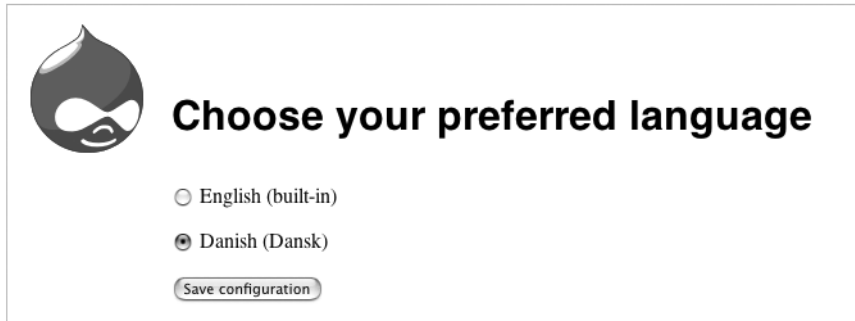 Choose your preferred language
English (built-in)
Danish (Dansk)
Save configuration